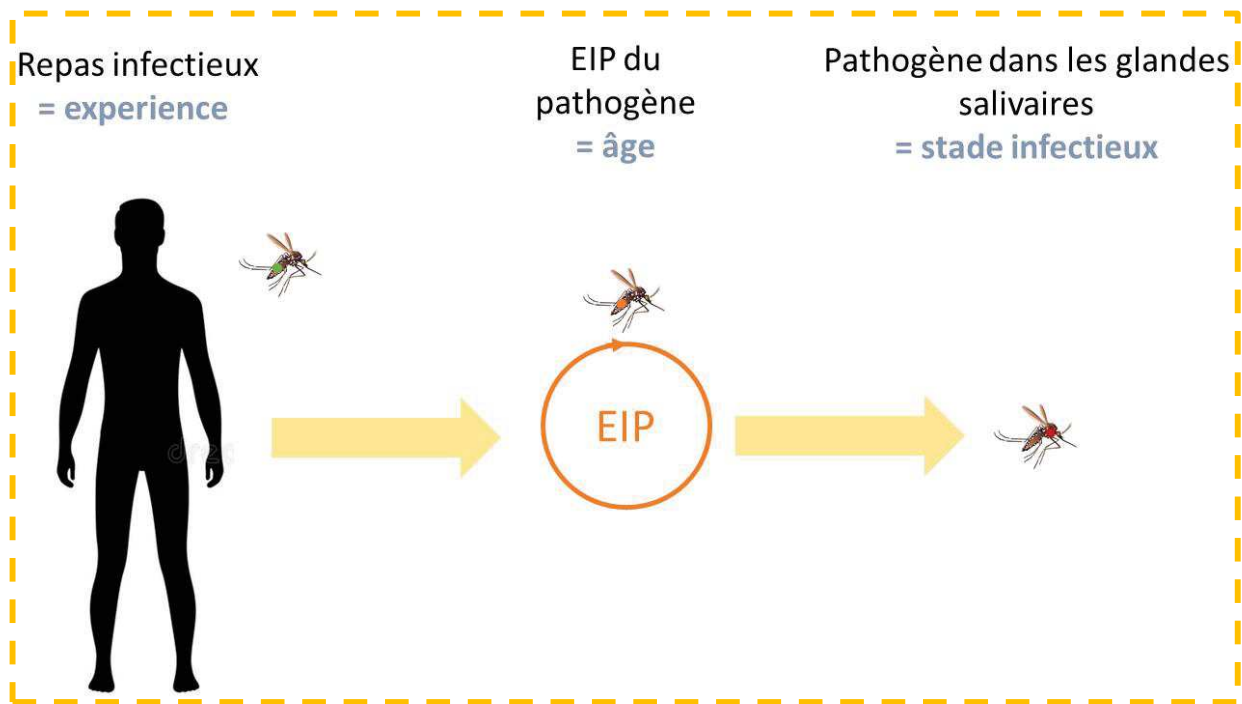 Repas infectieux
= experience
EIP du
pathogène
= âge
Pathogène dans les glandes
salivaires
= stade infectieux
EIP